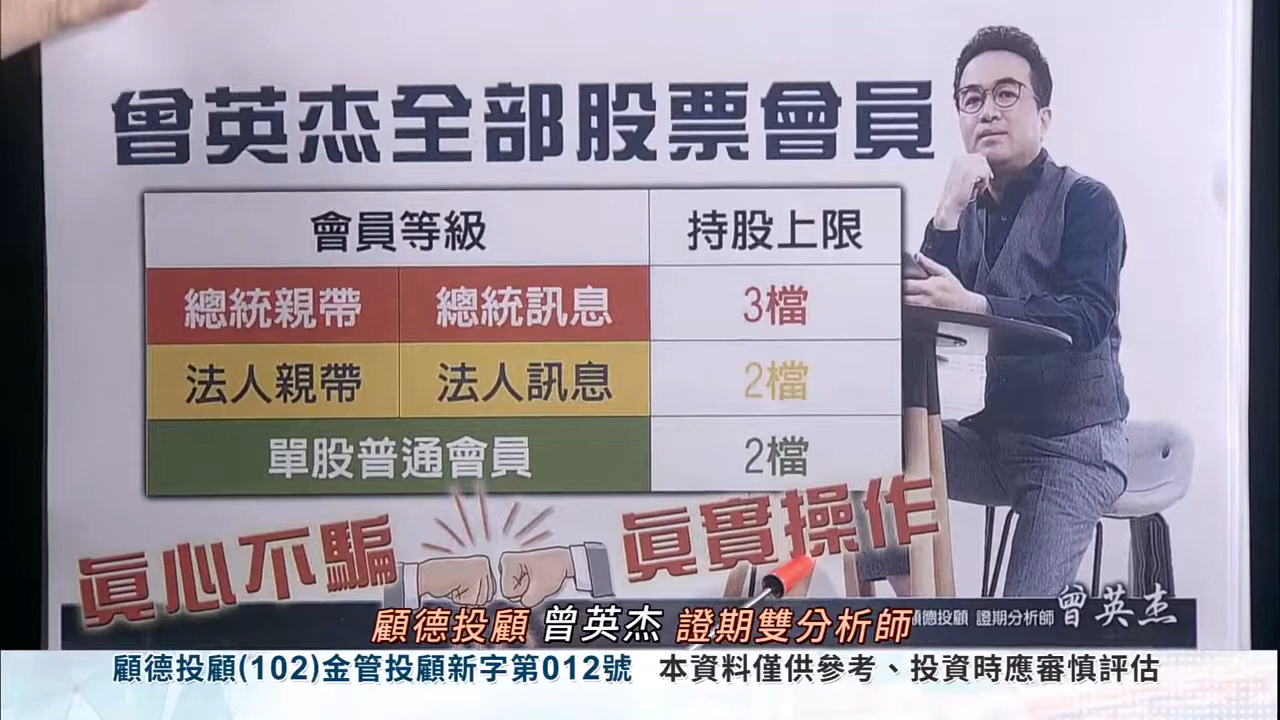 曾英杰全部股票會員
會員等級 持股上限
總統親帶 總統訊息 3檔
法人親帶 法人訊息 2檔
單股普通會員 2檔
眞心不騙 眞實操作
顧德投顧 曾英杰 證期雙分析師
顧德投顧 證期分析師 曾英杰
顧德投顧(102)金管投顧新字第012號 本資料僅供參考、投資時應審慎評估